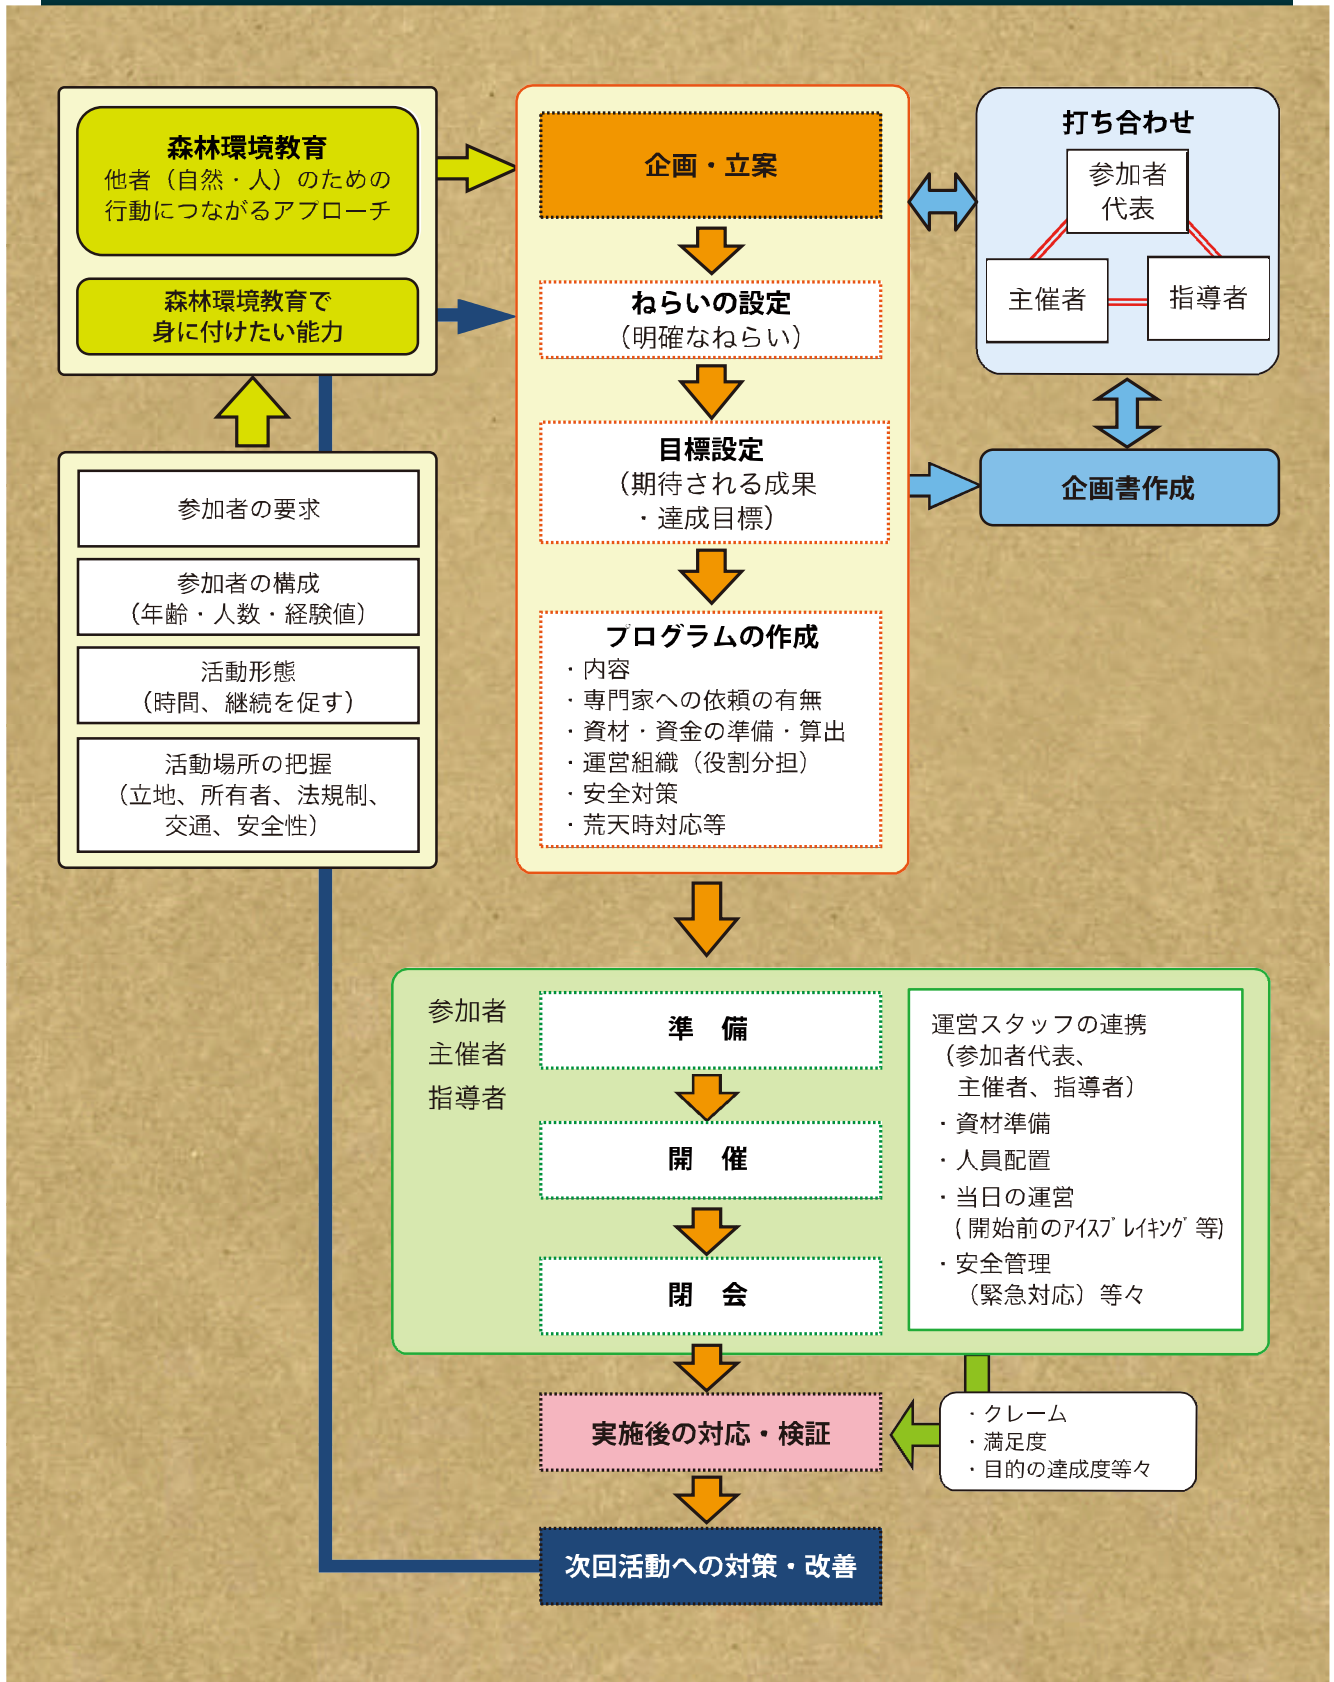 森林環境教育
他者（自然・人）のための
行動につながるアプローチ
森林環境教育で
身に付けたい能力
参加者の要求
参加者の構成
（年齢・人数・経験値）
活動形態
（時間、継続を促す）
活動場所の把握
（立地、所有者、法規制、
交通、安全性）
企画・立案
ねらいの設定
（明確なねらい）
目標設定
（期待される成果
・達成目標）
プログラムの作成
・内容
・専門家への依頼の有無
・資材・資金の準備・算出
・運営組織（役割分担）
・安全対策
・荒天時対応等
打ち合わせ
参加者
代表
主催者
指導者
企画書作成
参加者
主催者
指導者
準　備
開　催
閉　会
運営スタッフの連携
（参加者代表、
主催者、指導者）
・資材準備
・人員配置
・当日の運営
(開始前のｱｲｽﾌﾞﾚｲｷﾝｸﾞ等)
・安全管理
（緊急対応）等々
実施後の対応・検証
・クレーム
・満足度
・目的の達成度等々
次回活動への対策・改善